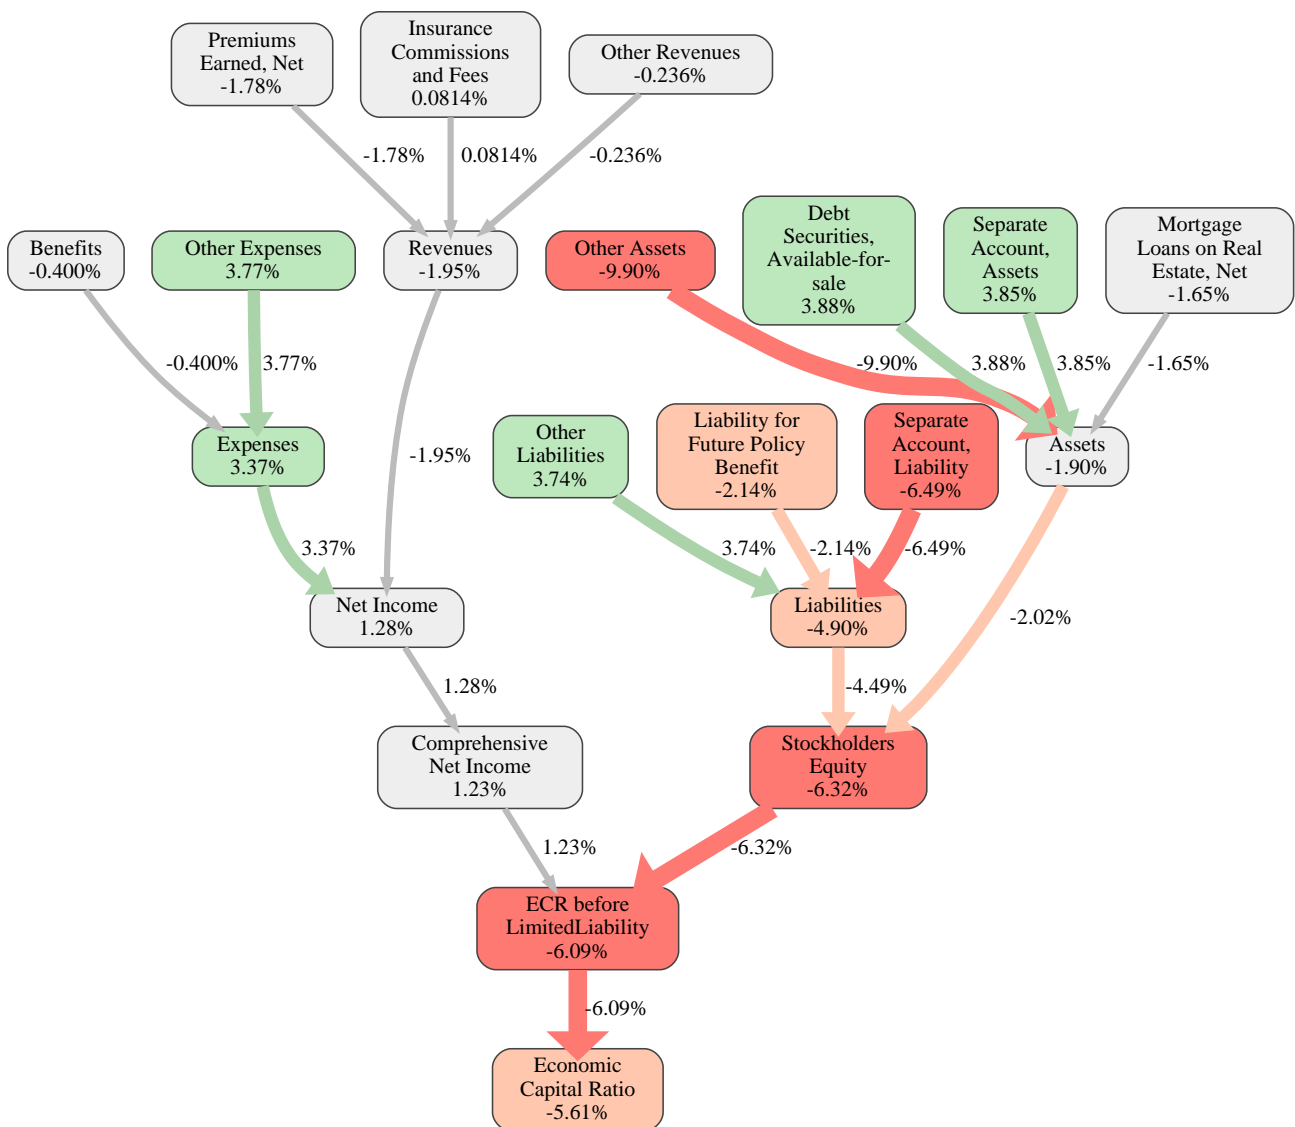 Premiums
Earned, Net
-1.78%
Insurance
Commissions
and Fees
0.0814%
Other Revenues
-0.236%
-1.78%
0.0814%
-0.236%
Benefits
-0.400%
Other Expenses
3.77%
Revenues
-1.95%
Other Assets
-9.90%
Debt
Securities,
Available-for-
sale
3.88%
Separate
Account,
Assets
3.85%
Mortgage
Loans on Real
Estate, Net
-1.65%
-0.400%
3.77%
-9.90%
3.88%
3.85%
-1.65%
Expenses
3.37%
-1.95%
Other
Liabilities
3.74%
Liability for
Future Policy
Benefit
-2.14%
Separate
Account,
Liability
-6.49%
Assets
-1.90%
3.37%
3.74%
-2.14%
-6.49%
Net Income
1.28%
Liabilities
-4.90%
-2.02%
1.28%
-4.49%
Comprehensive
Net Income
1.23%
Stockholders
Equity
-6.32%
1.23%
-6.32%
ECR before
LimitedLiability
-6.09%
-6.09%
Economic
Capital Ratio
-5.61%